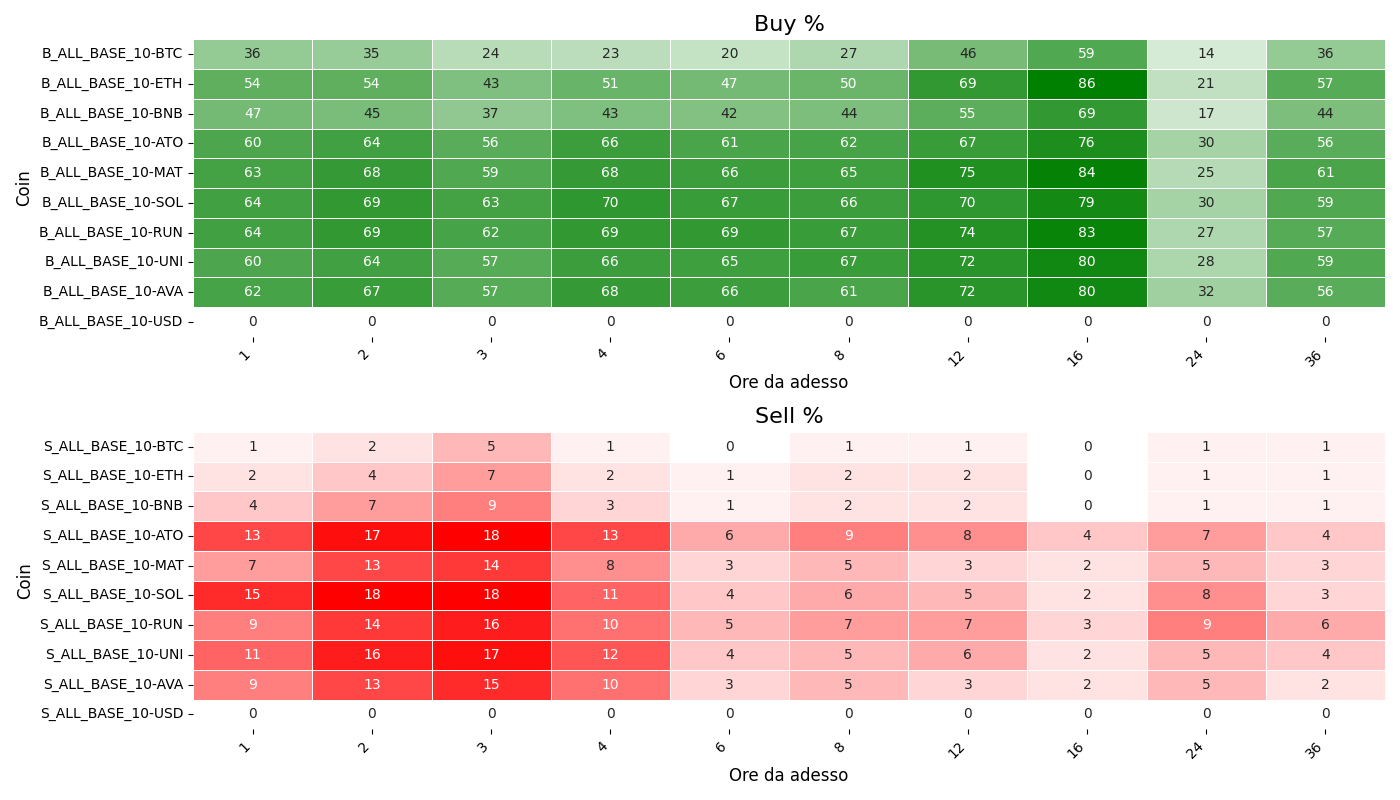 Buy %
Coin
B_ALL_BASE_10-BTC 36 35 24 23 20 27 46 59 14 36
B_ALL_BASE_10-ETH 54 54 43 51 47 50 69 86 21 57
B_ALL_BASE_10-BNB 47 45 37 43 42 44 55 69 17 44
B_ALL_BASE_10-ATO 60 64 56 66 61 62 67 76 30 56
B_ALL_BASE_10-MAT 63 68 59 68 66 65 75 84 25 61
B_ALL_BASE_10-SOL 64 69 63 70 67 66 70 79 30 59
B_ALL_BASE_10-RUN 64 69 62 69 69 67 74 83 27 57
B_ALL_BASE_10-UNI 60 64 57 66 65 67 72 80 28 59
B_ALL_BASE_10-AVA 62 67 57 68 66 61 72 80 32 56
B_ALL_BASE_10-USD 0 0 0 0 0 0 0 0 0 0
1 2 3 4 6 8 12 16 24 36
Ore da adesso
Sell %
Coin
S_ALL_BASE_10-BTC 1 2 5 1 0 1 1 0 1 1
S_ALL_BASE_10-ETH 2 4 7 2 1 2 2 0 1 1
S_ALL_BASE_10-BNB 4 7 9 3 1 2 2 0 1 1
S_ALL_BASE_10-ATO 13 17 18 13 6 9 8 4 7 4
S_ALL_BASE_10-MAT 7 13 14 8 3 5 3 2 5 3
S_ALL_BASE_10-SOL 15 18 18 11 4 6 5 2 8 3
S_ALL_BASE_10-RUN 9 14 16 10 5 7 7 3 9 6
S_ALL_BASE_10-UNI 11 16 17 12 4 5 6 2 5 4
S_ALL_BASE_10-AVA 9 13 15 10 3 5 3 2 5 2
S_ALL_BASE_10-USD 0 0 0 0 0 0 0 0 0 0
1 2 3 4 6 8 12 16 24 36
Ore da adesso